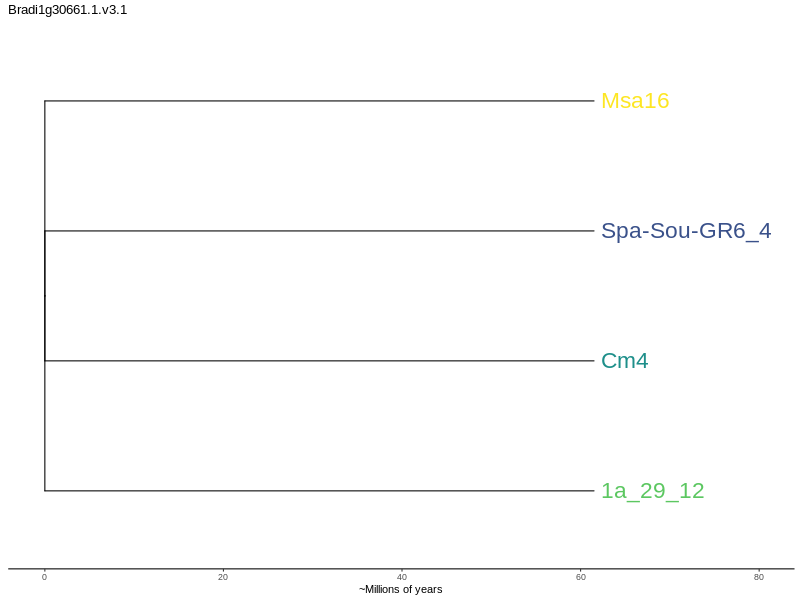 Bradi1g30661.1.v3.1
Msa16
Spa-Sou-GR6_4
Cm4
1a_29_12
0 20 40 60 80
~Millions of years